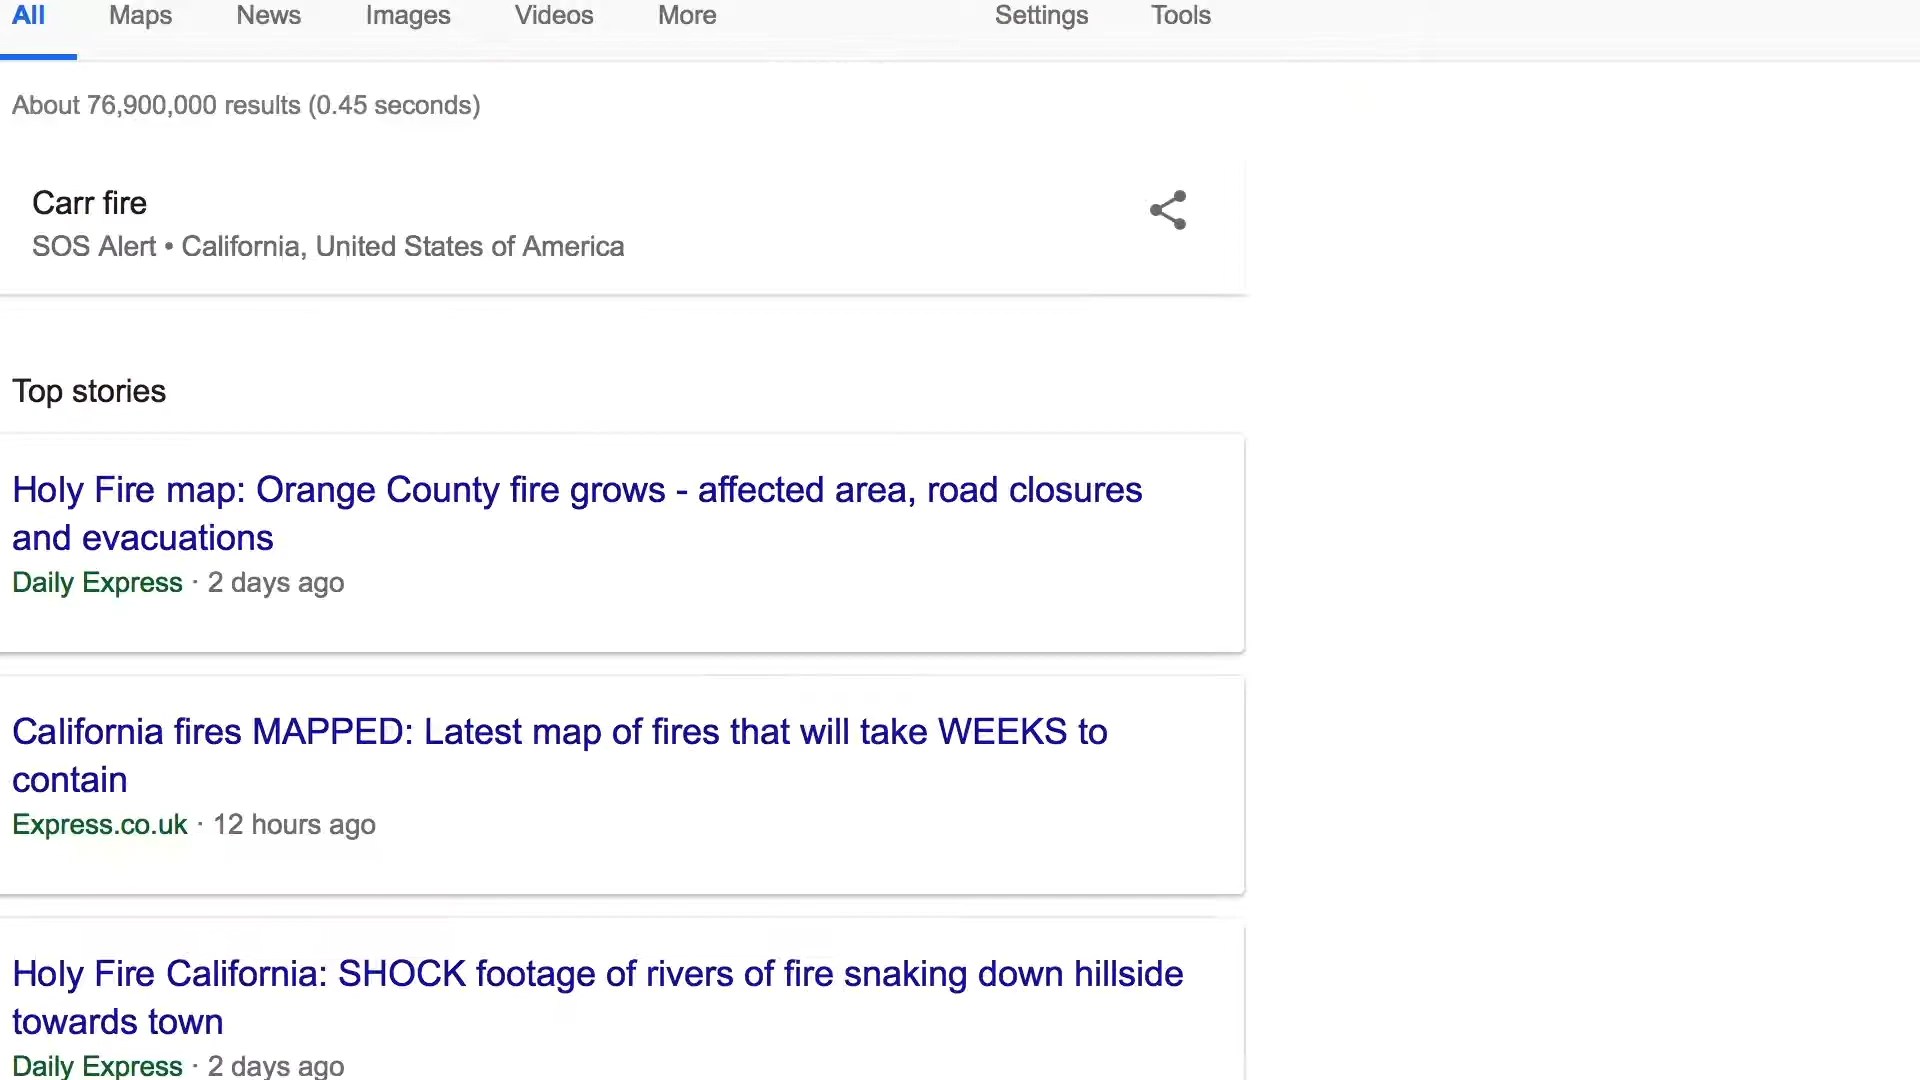 All Maps News Images Videos More Settings Tools
About 76,900,000 results (0.45 seconds)
Carr fire
SOS Alert • California, United States of America
Top stories
Holy Fire map: Orange County fire grows - affected area, road closures
and evacuations
Daily Express · 2 days ago
California fires MAPPED: Latest map of fires that will take WEEKS to
contain
Express.co.uk · 12 hours ago
Holy Fire California: SHOCK footage of rivers of fire snaking down hillside
towards town
Daily Express · 2 days ago